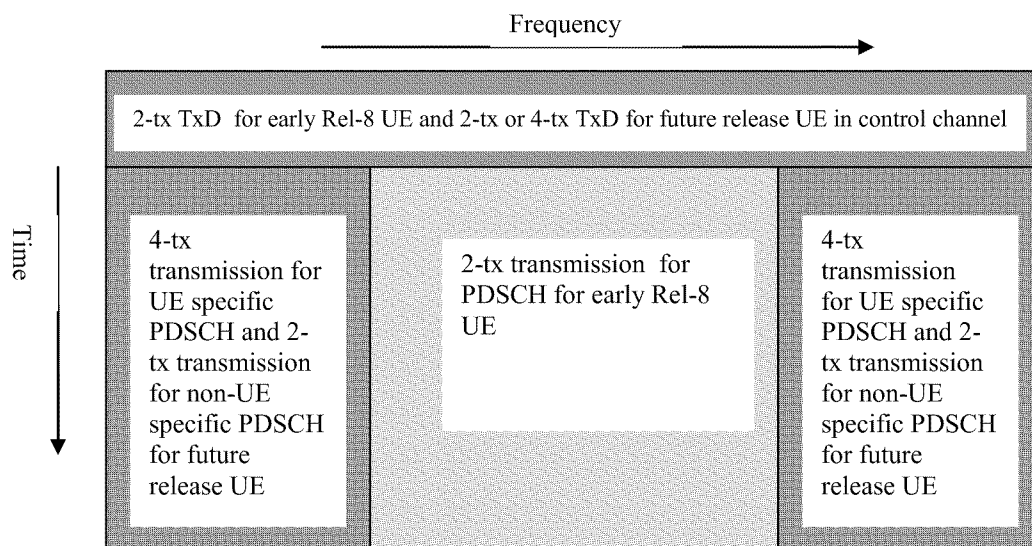 Frequency
2-tx TxD for early Rel-8 UE and 2-tx or 4-tx TxD for future release UE in control channel
Time
4-tx
transmission for
UE specific
PDSCH and 2-
tx transmission
for non-UE
specific PDSCH
for future
release UE
2-tx transmission for
PDSCH for early Rel-8
UE
4-tx
transmission
for UE specific
PDSCH and 2-
tx transmission
for non-UE
specific PDSCH
for future
release UE